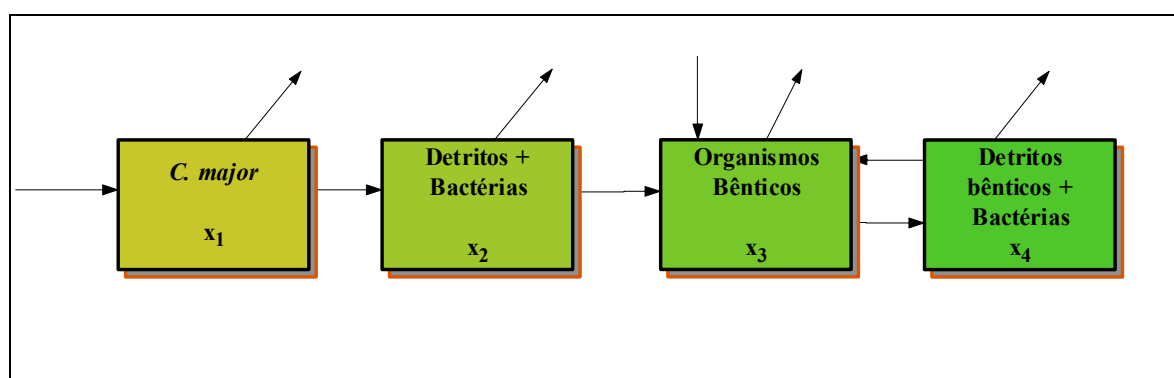 C. major
x1
Detritos +
Bactérias
x2
Organismos
Bênticos
x3
Detritos
bênticos +
Bactérias
x4